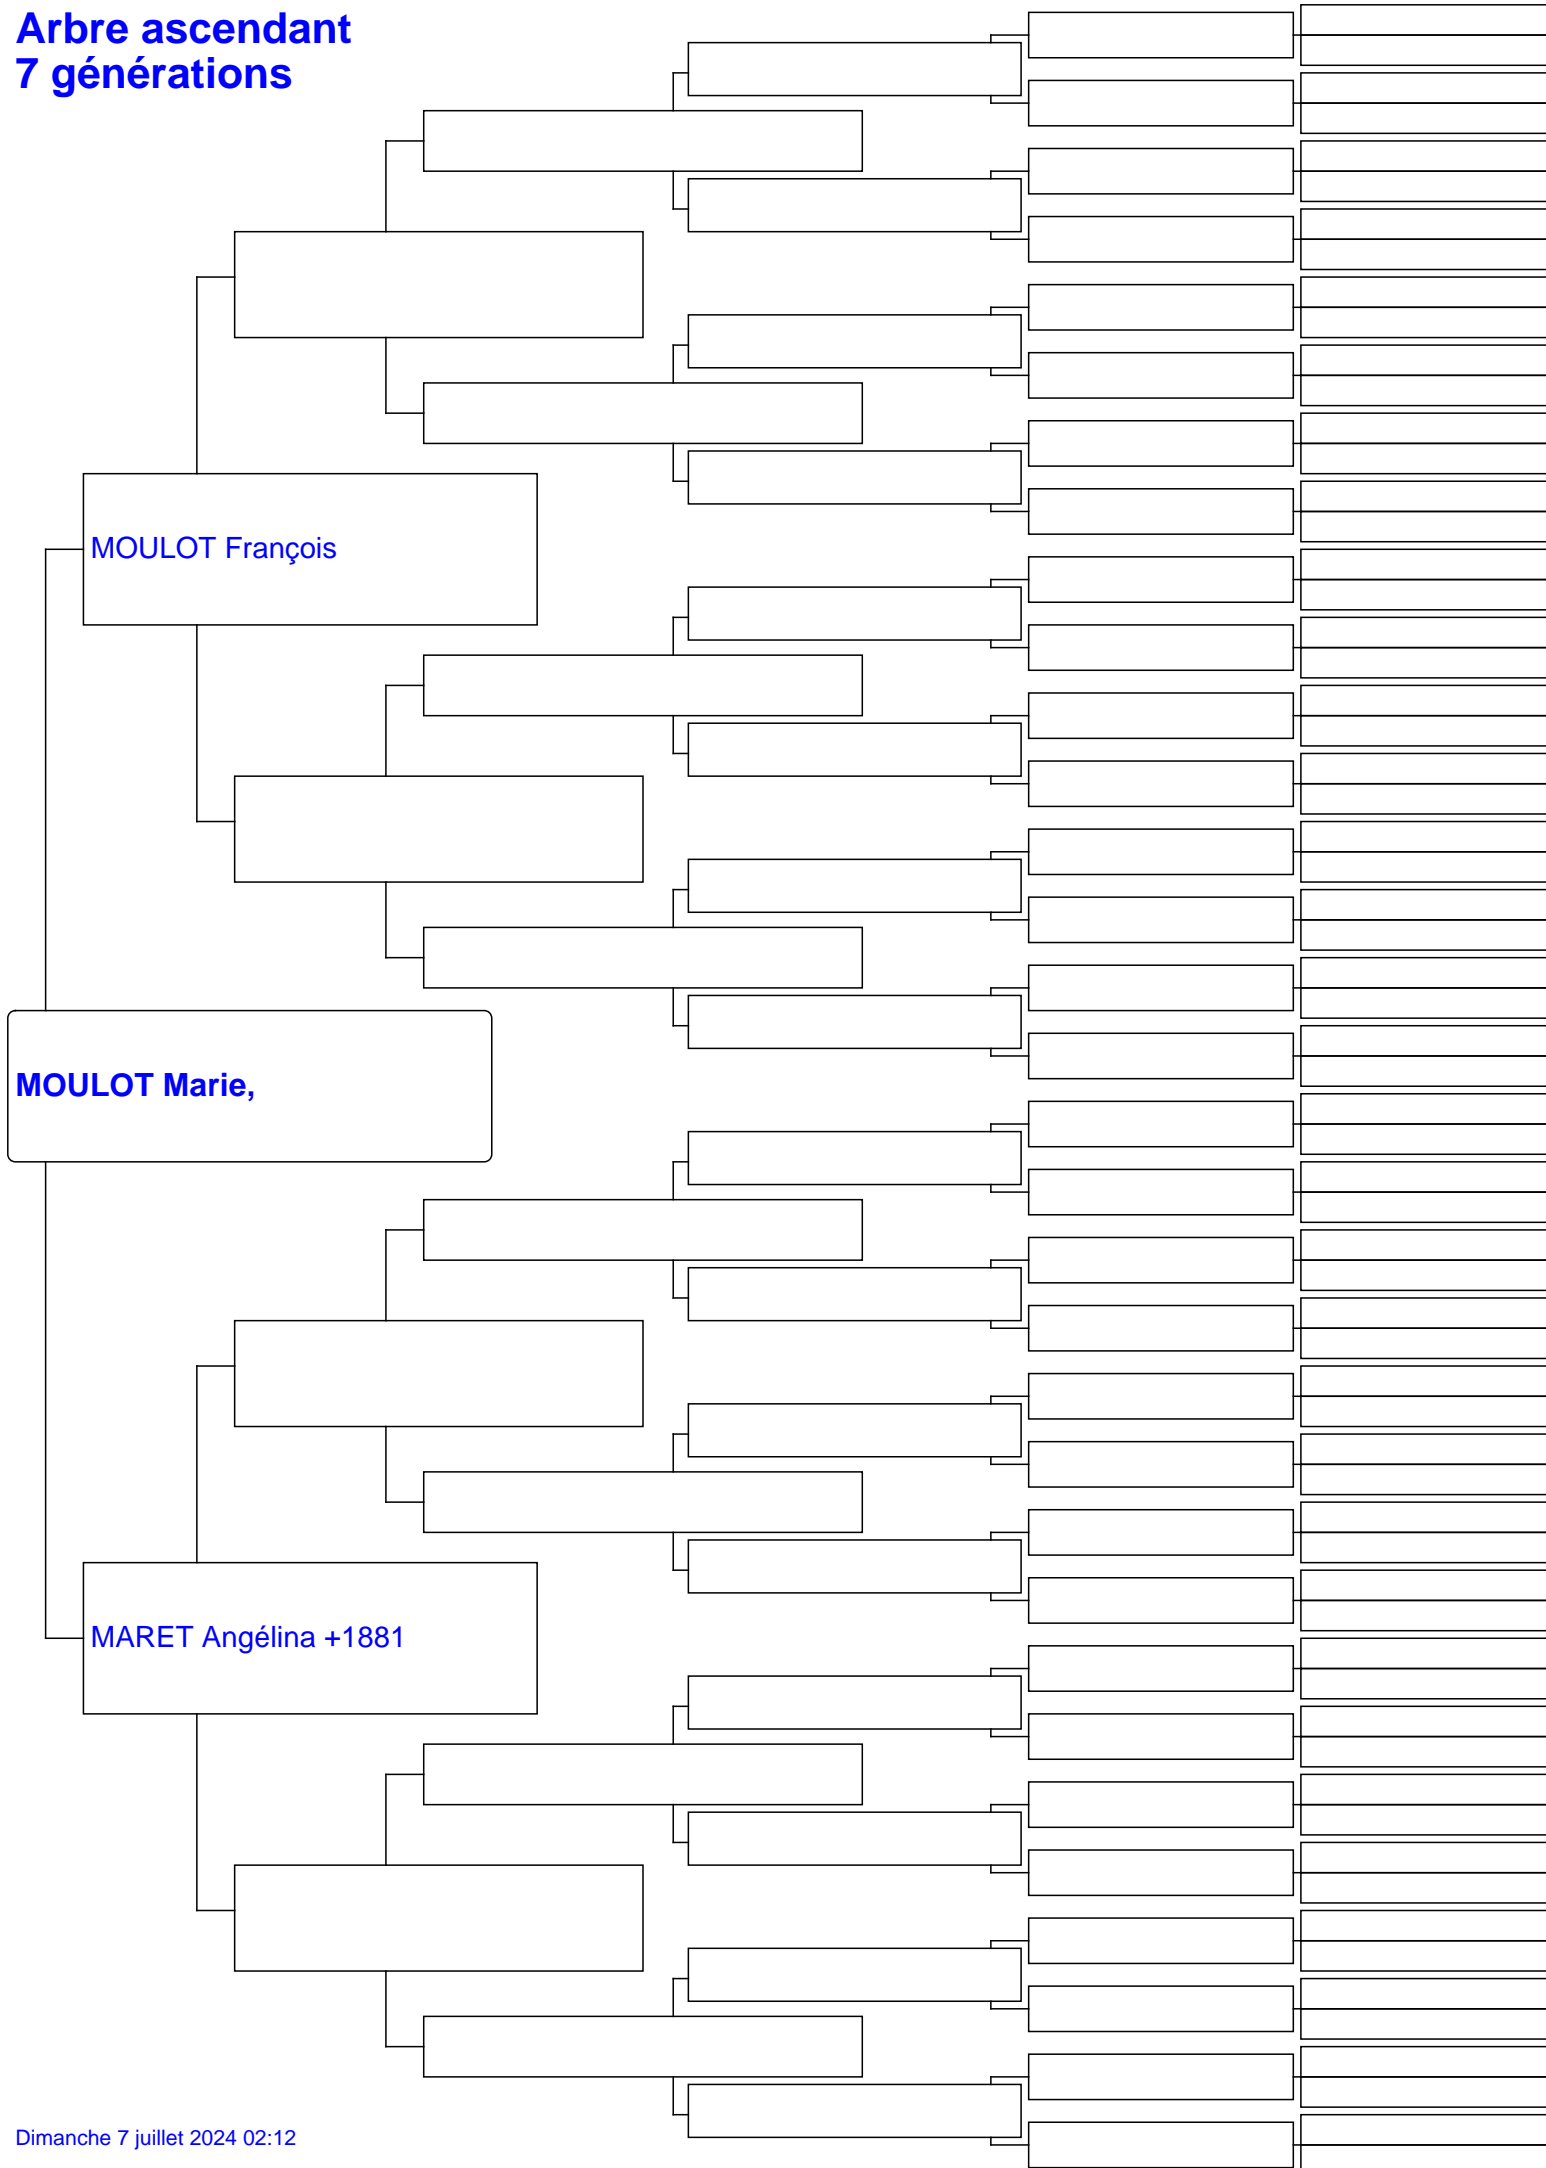 Arbre ascendant
7 générations
MOULOT François
MOULOT Marie,
MARET Angélina +1881
Dimanche 7 juillet 2024 02:12